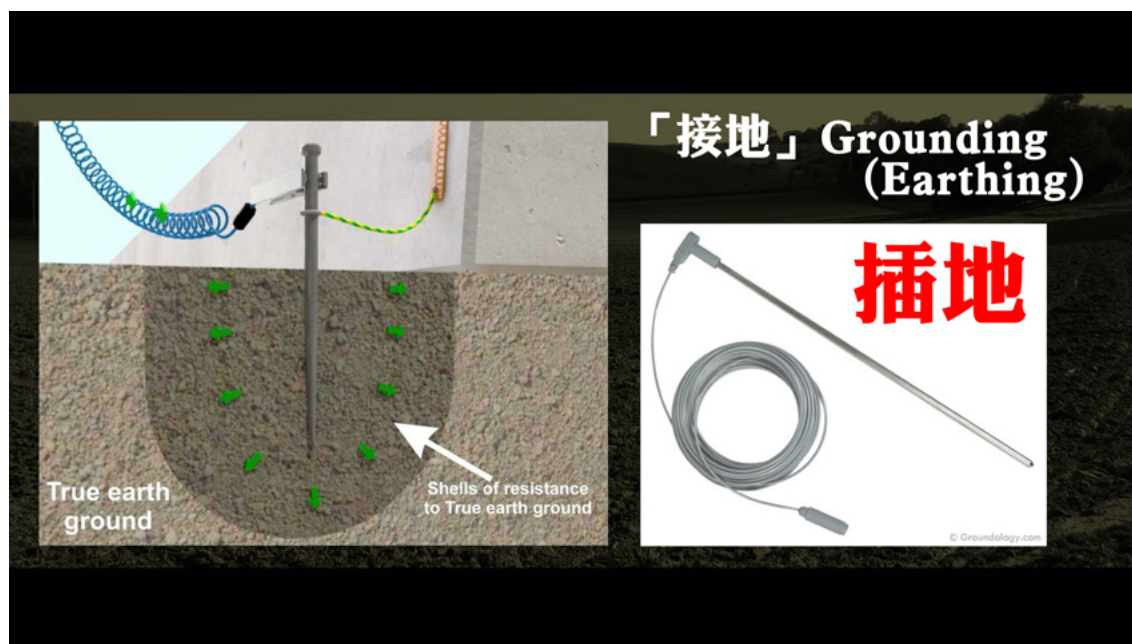 「接地」Grounding
(Earthing)
插地
True earth
ground
Shells of resistance
to True earth ground
© Groundology.com